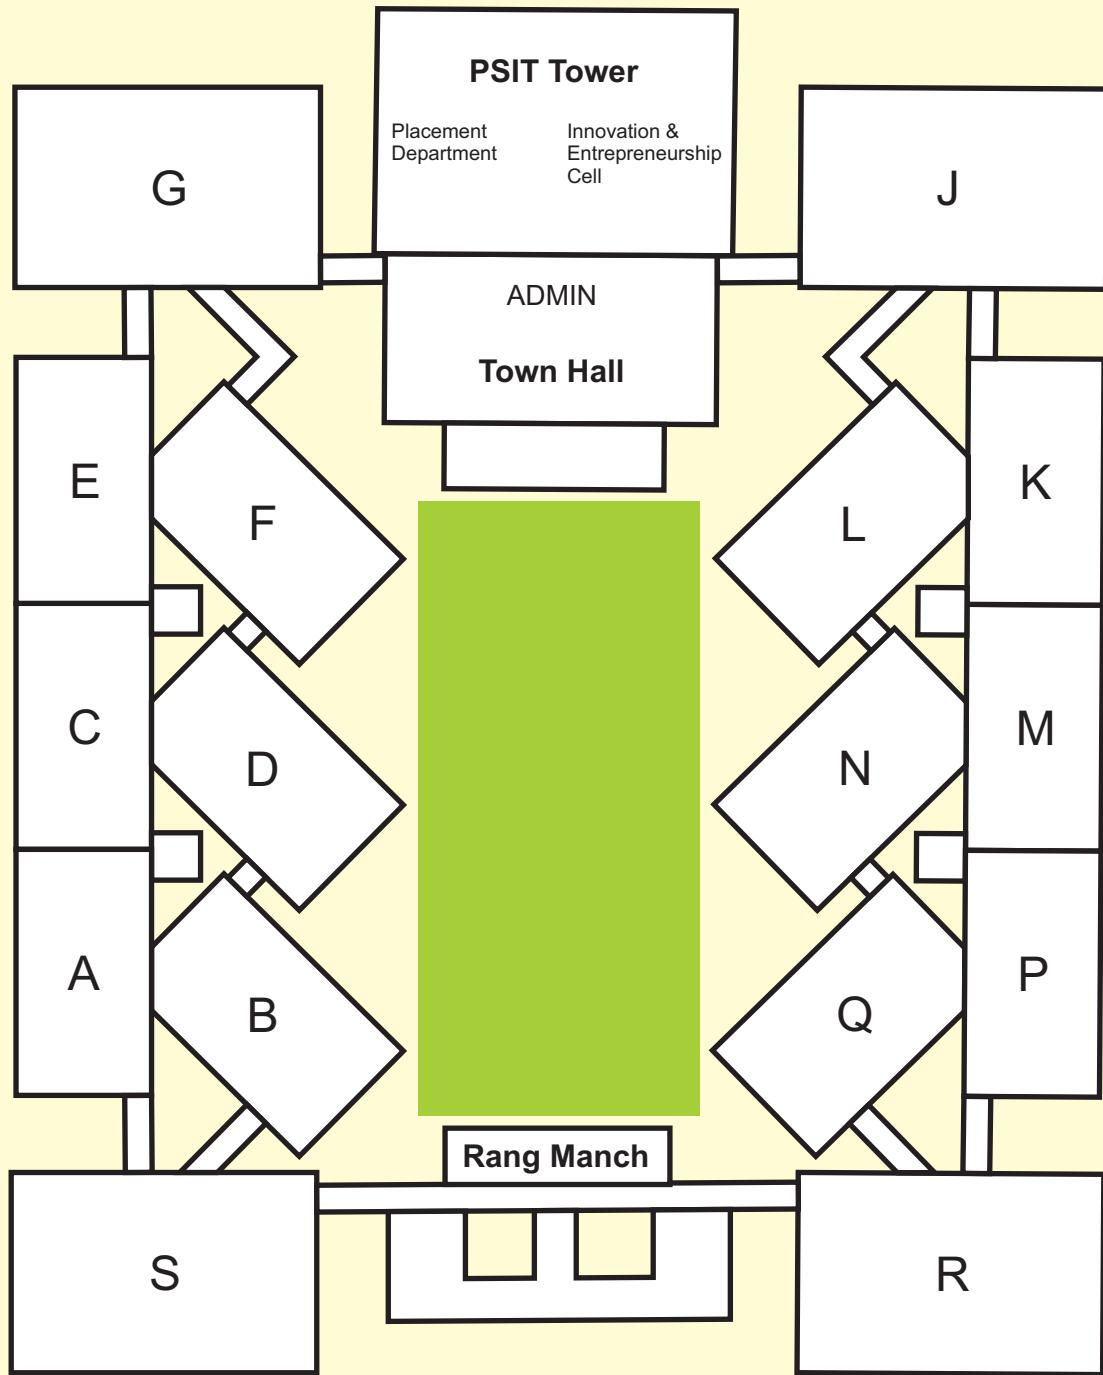 PSIT Tower
Placement
Department
Innovation &
Entrepreneurship
Cell
G
J
ADMIN
Town Hall
E
F
L
K
C
D
N
M
A
B
Q
P
Rang Manch
S
R